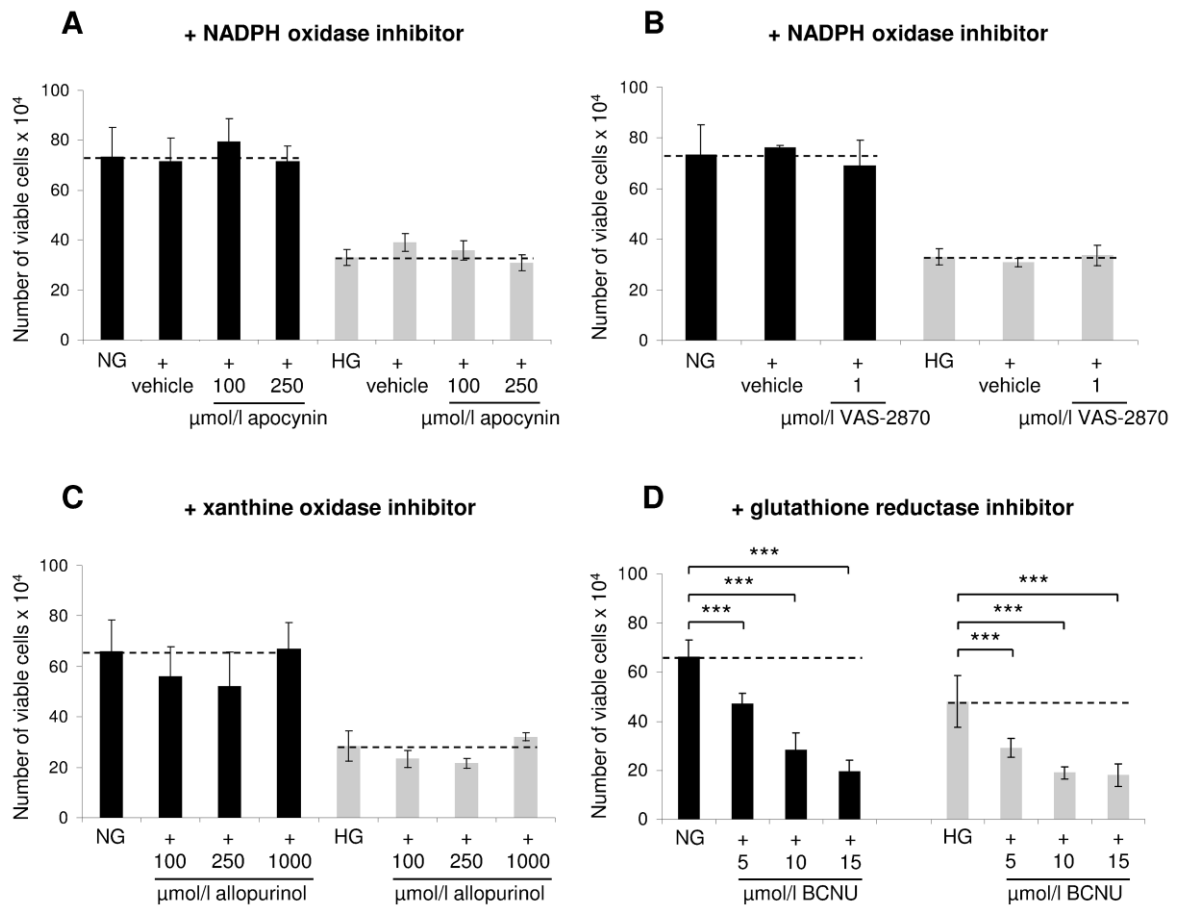 A
+ NADPH oxidase inhibitor
Number of viable cells x 10⁴
100
80
60
40
20
0
NG + + + HG + + +
vehicle 100 250 vehicle 100 250
µmol/l apocynin µmol/l apocynin
B
+ NADPH oxidase inhibitor
Number of viable cells x 10⁴
100
80
60
40
20
0
NG + + HG + +
vehicle 1 vehicle 1
µmol/l VAS-2870 µmol/l VAS-2870
C
+ xanthine oxidase inhibitor
Number of viable cells x 10⁴
100
80
60
40
20
0
NG + + + HG + + +
100 250 1000 100 250 1000
µmol/l allopurinol µmol/l allopurinol
D
+ glutathione reductase inhibitor
Number of viable cells x 10⁴
100
80
60
40
20
0
***
***
***
***
***
***
NG + + + HG + + +
5 10 15 5 10 15
µmol/l BCNU µmol/l BCNU